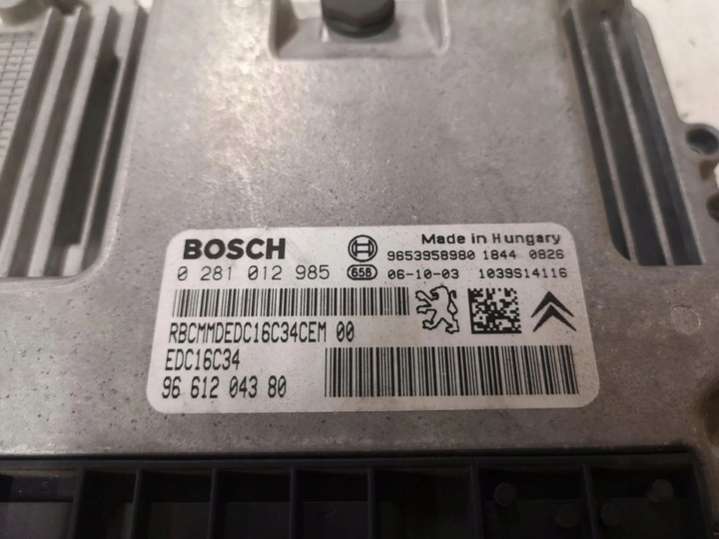 BOSCH
Made in Hungary
9653958980 1844 0826
0 281 012 985 658 06-10-03 1039S14116
RBCMMDEDC16C34CEM 00
EDC16C34
96 612 043 80